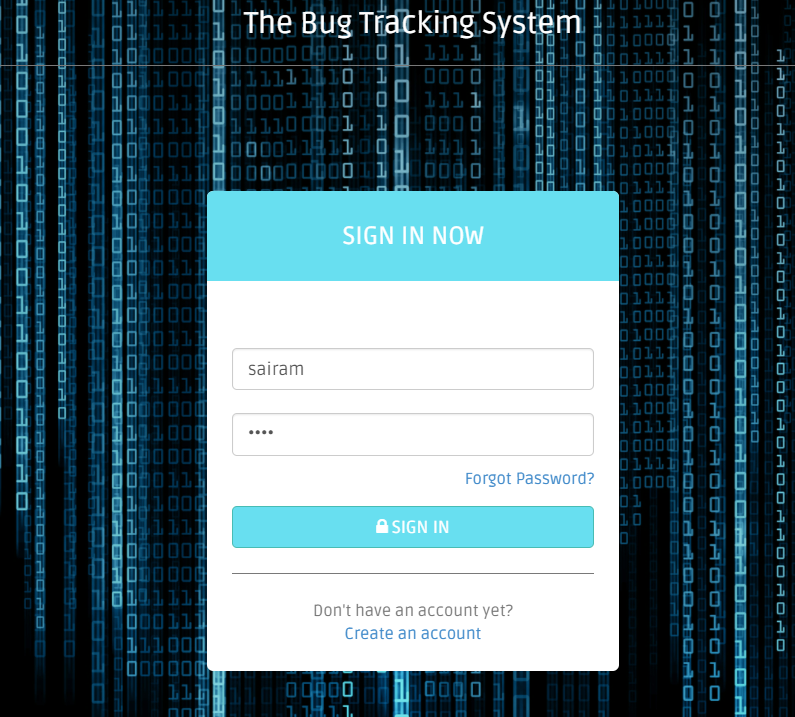 The Bug Tracking System
SIGN IN NOW
sairam
••••
Forgot Password?
SIGN IN
Don't have an account yet?
Create an account